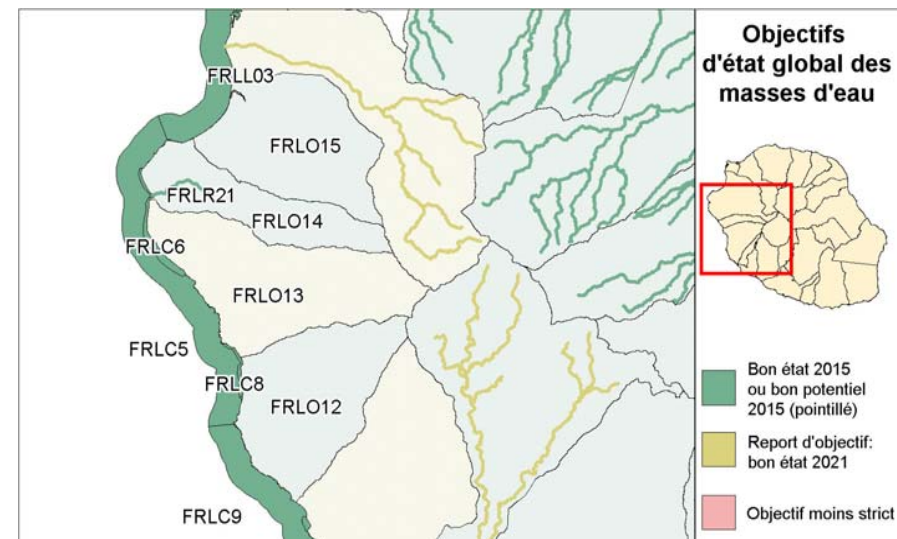 FRLL03
FRLO15
FRLR21
FRLO14
FRLC6
FRLO13
FRLC5
FRLC8
FRLO12
FRLC9
Objectifs
d'état global des
masses d'eau
Bon état 2015
ou bon potentiel
2015 (pointillé)
Report d'objectif:
bon état 2021
Objectif moins strict